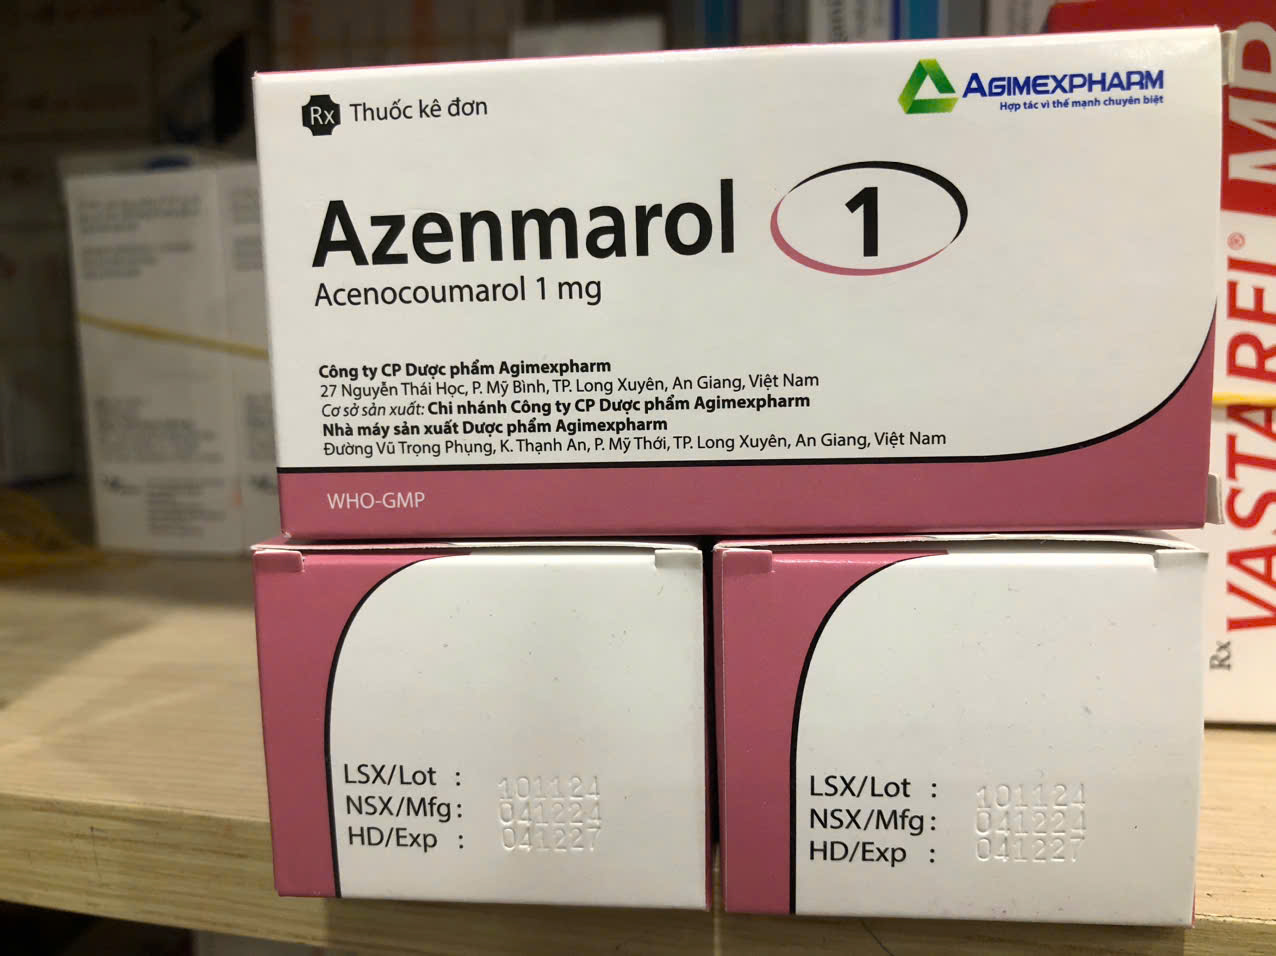 Rx Thuốc kê đơn
AGIMEXPHARM
Hợp tác vì thế mạnh chuyên biệt
Azenmarol 1
Acenocoumarol 1 mg
Công ty CP Dược phẩm Agimexpharm
27 Nguyễn Thái Học, P. Mỹ Bình, TP. Long Xuyên, An Giang, Việt Nam
Cơ sở sản xuất: Chi nhánh Công ty CP Dược phẩm Agimexpharm
Nhà máy sản xuất Dược phẩm Agimexpharm
Đường Vũ Trọng Phụng, K. Thạnh An, P. Mỹ Thới, TP. Long Xuyên, An Giang, Việt Nam
WHO-GMP
LSX/Lot : 101124
NSX/Mfg : 041224
HD/Exp : 041227
LSX/Lot : 101124
NSX/Mfg : 041224
HD/Exp : 041227
Rx VASTAREL® M